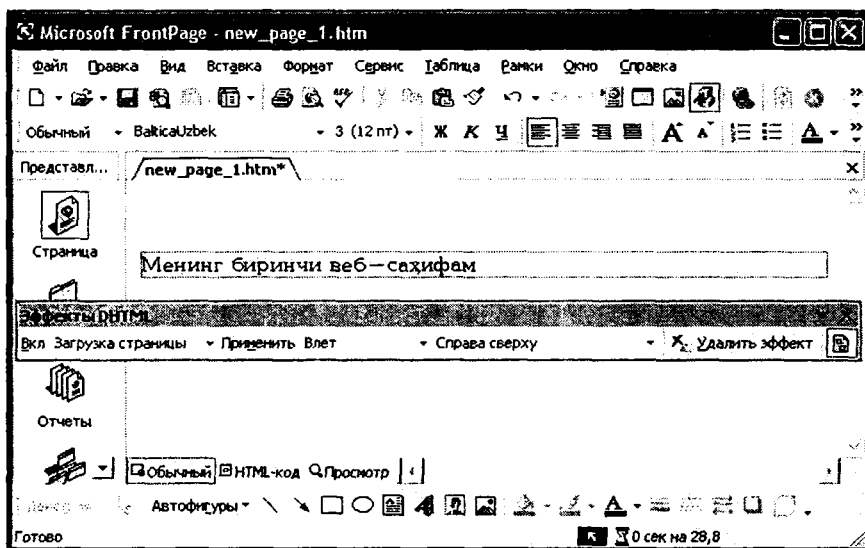 Microsoft FrontPage - new_page_1.htm
Файл Правка Вид Вставка Формат Сервис Таблица Рамки Окно Справка
Обычный BalticaUzbek 3 (12 пт) Ж К Ч А А А
Представл... new_page_1.htm*
Страница
Менинг биринчи веб-саҳифам
Эффекты DHTML
Вкл Загрузка страницы Применить Влет Справа сверху Удалить эффект
Отчеты
Обычный HTML-код Просмотр
Автофигуры
Готово 0 сек на 28,8